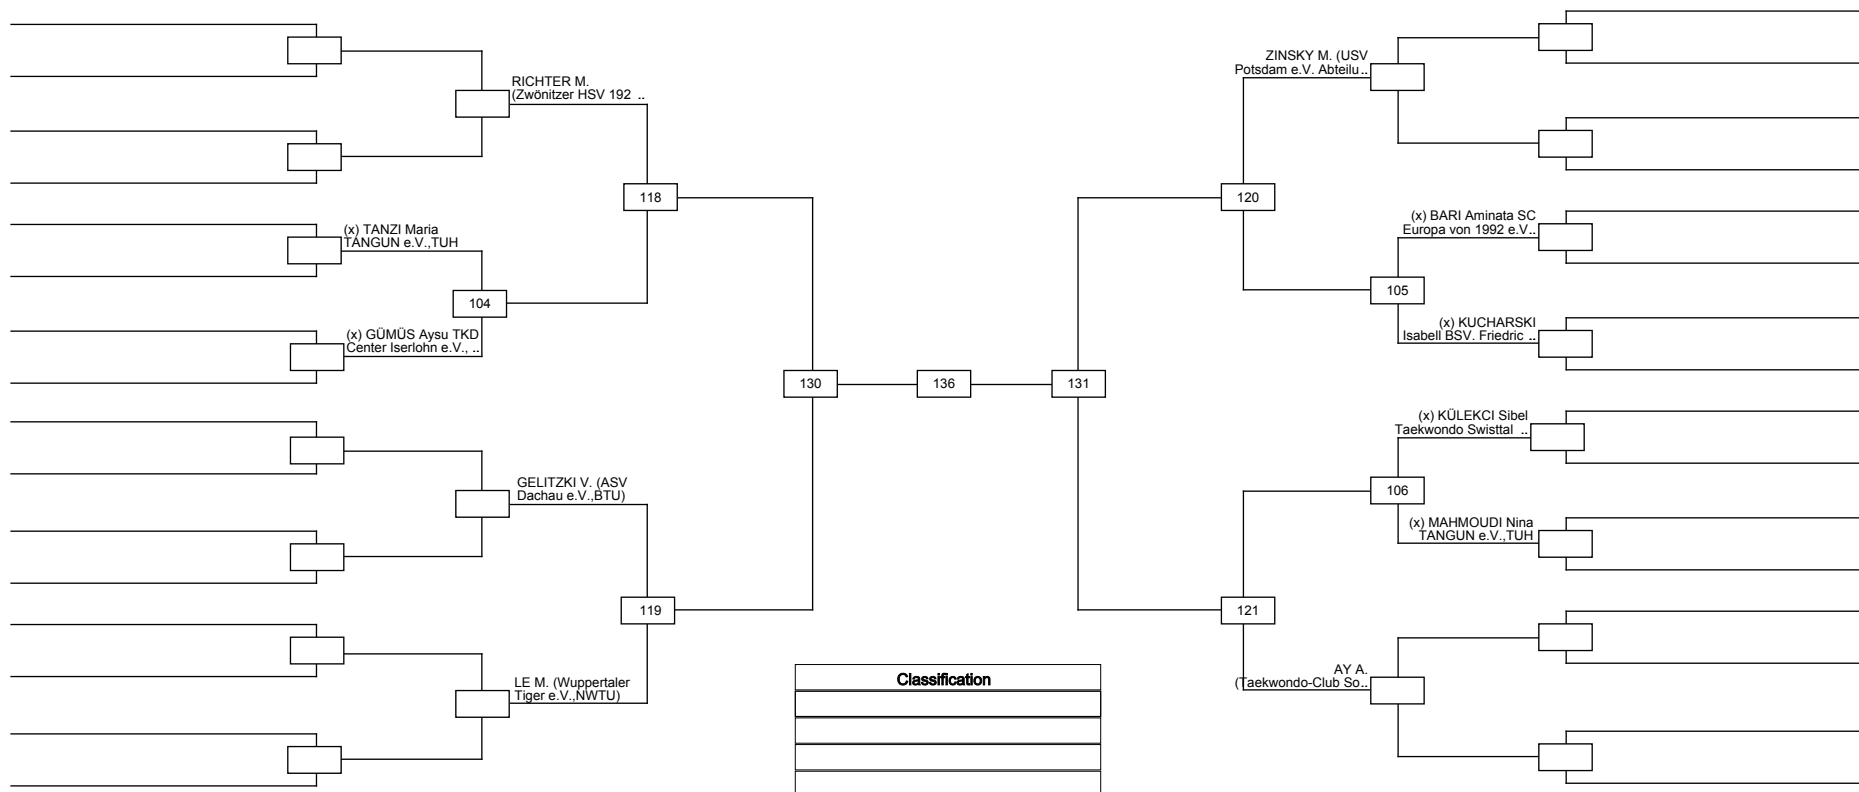 RICHTER M.
(Zwönitzer HSV 192 ..
118
(x) TANZI Maria
TANGUN e.V.,TUH
104
(x) GÜMÜS Aysu TKD
Center Iserlohn e.V., ..
130
136
131
GELITZKI V. (ASV
Dachau e.V.,BTU)
119
LE M. (Wuppertaler
Tiger e.V.,NWTU)
ZINSKY M. (USV
Potsdam e.V. Abteilu ..
120
(x) BARI Aminata SC
Europa von 1992 e.V..
105
(x) KUCHARSKI
Isabell BSV. Friedric ..
(x) KÜLEKCI Sibel
Taekwondo Swisttal ..
106
(x) MAHMOUDI Nina
TANGUN e.V.,TUH
121
AY A.
(Taekwondo-Club So..
Classification